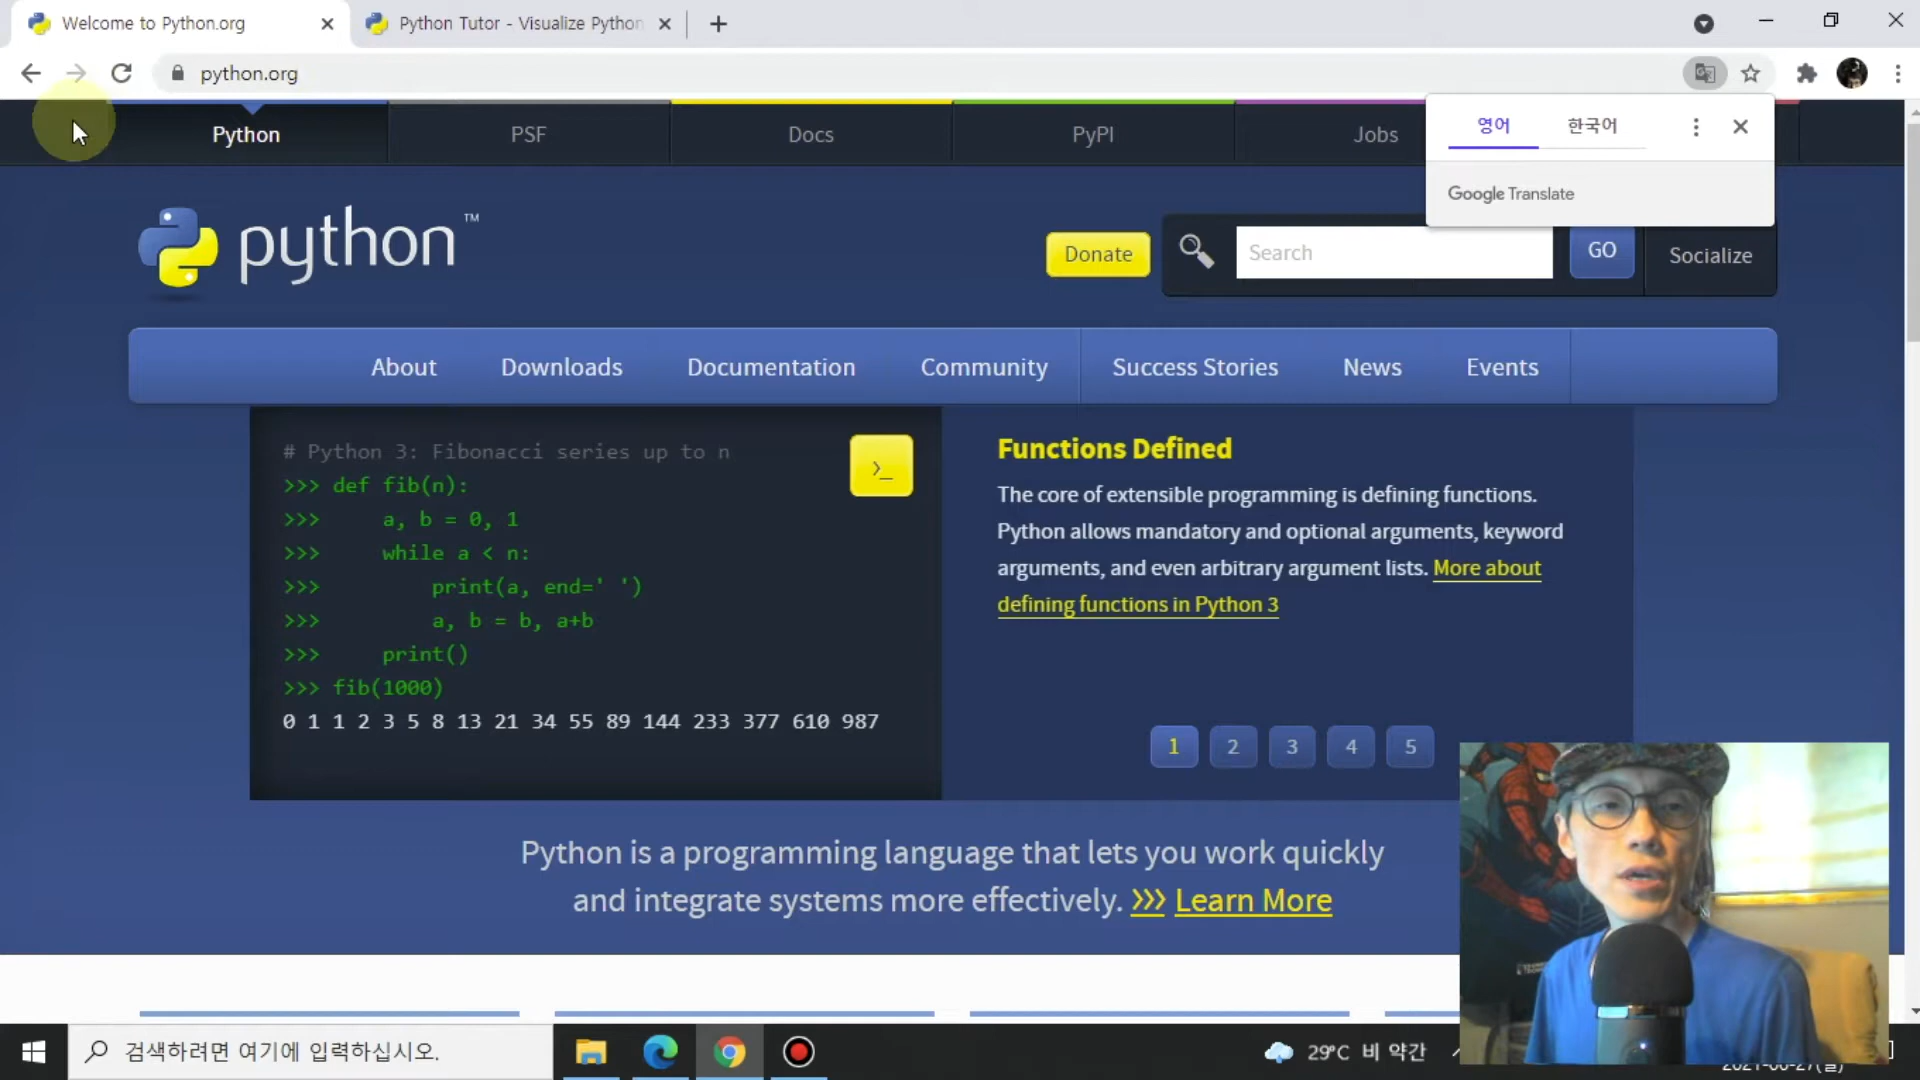 Welcome to Python.org
Python Tutor - Visualize Python
python.org
Python
PSF
Docs
PyPI
Jobs
영어
한국어
Google Translate
python™
Donate
Search
GO
Socialize
About
Downloads
Documentation
Community
Success Stories
News
Events
# Python 3: Fibonacci series up to n
>>> def fib(n):
>>>     a, b = 0, 1
>>>     while a < n:
>>>         print(a, end=' ')
>>>         a, b = b, a+b
>>>     print()
>>> fib(1000)
0 1 1 2 3 5 8 13 21 34 55 89 144 233 377 610 987
>_
Functions Defined
The core of extensible programming is defining functions.
Python allows mandatory and optional arguments, keyword
arguments, and even arbitrary argument lists. More about
defining functions in Python 3
1
2
3
4
5
Python is a programming language that lets you work quickly
and integrate systems more effectively. >>> Learn More
검색하려면 여기에 입력하십시오.
29°C 비 약간